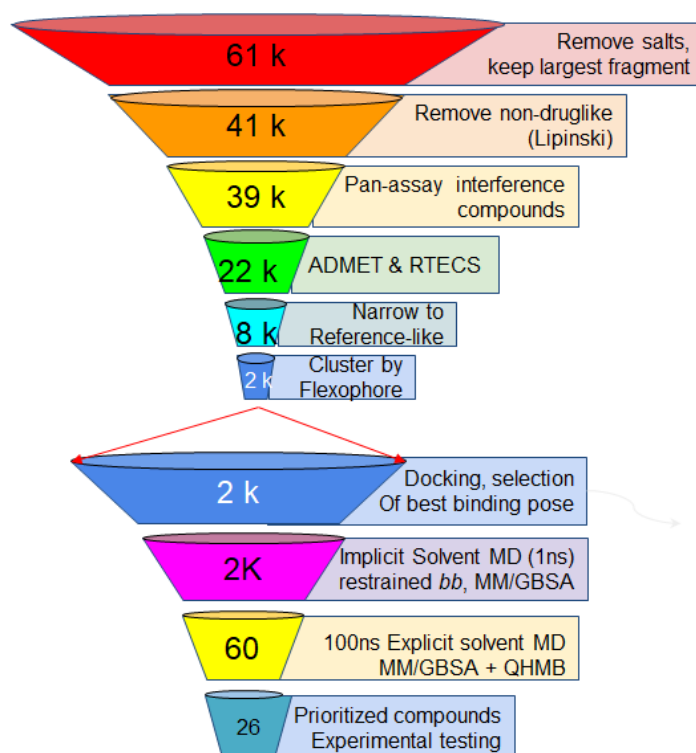 61 k
Remove salts,
keep largest fragment
41 k
Remove non-druglike
(Lipinski)
39 k
Pan-assay interference
compounds
22 k
ADMET & RTECS
8 k
Narrow to
Reference-like
2 k
Cluster by
Flexophore
2 k
Docking, selection
Of best binding pose
2K
Implicit Solvent MD (1ns)
restrained bb, MM/GBSA
60
100ns Explicit solvent MD
MM/GBSA + QHMB
26
Prioritized compounds
Experimental testing